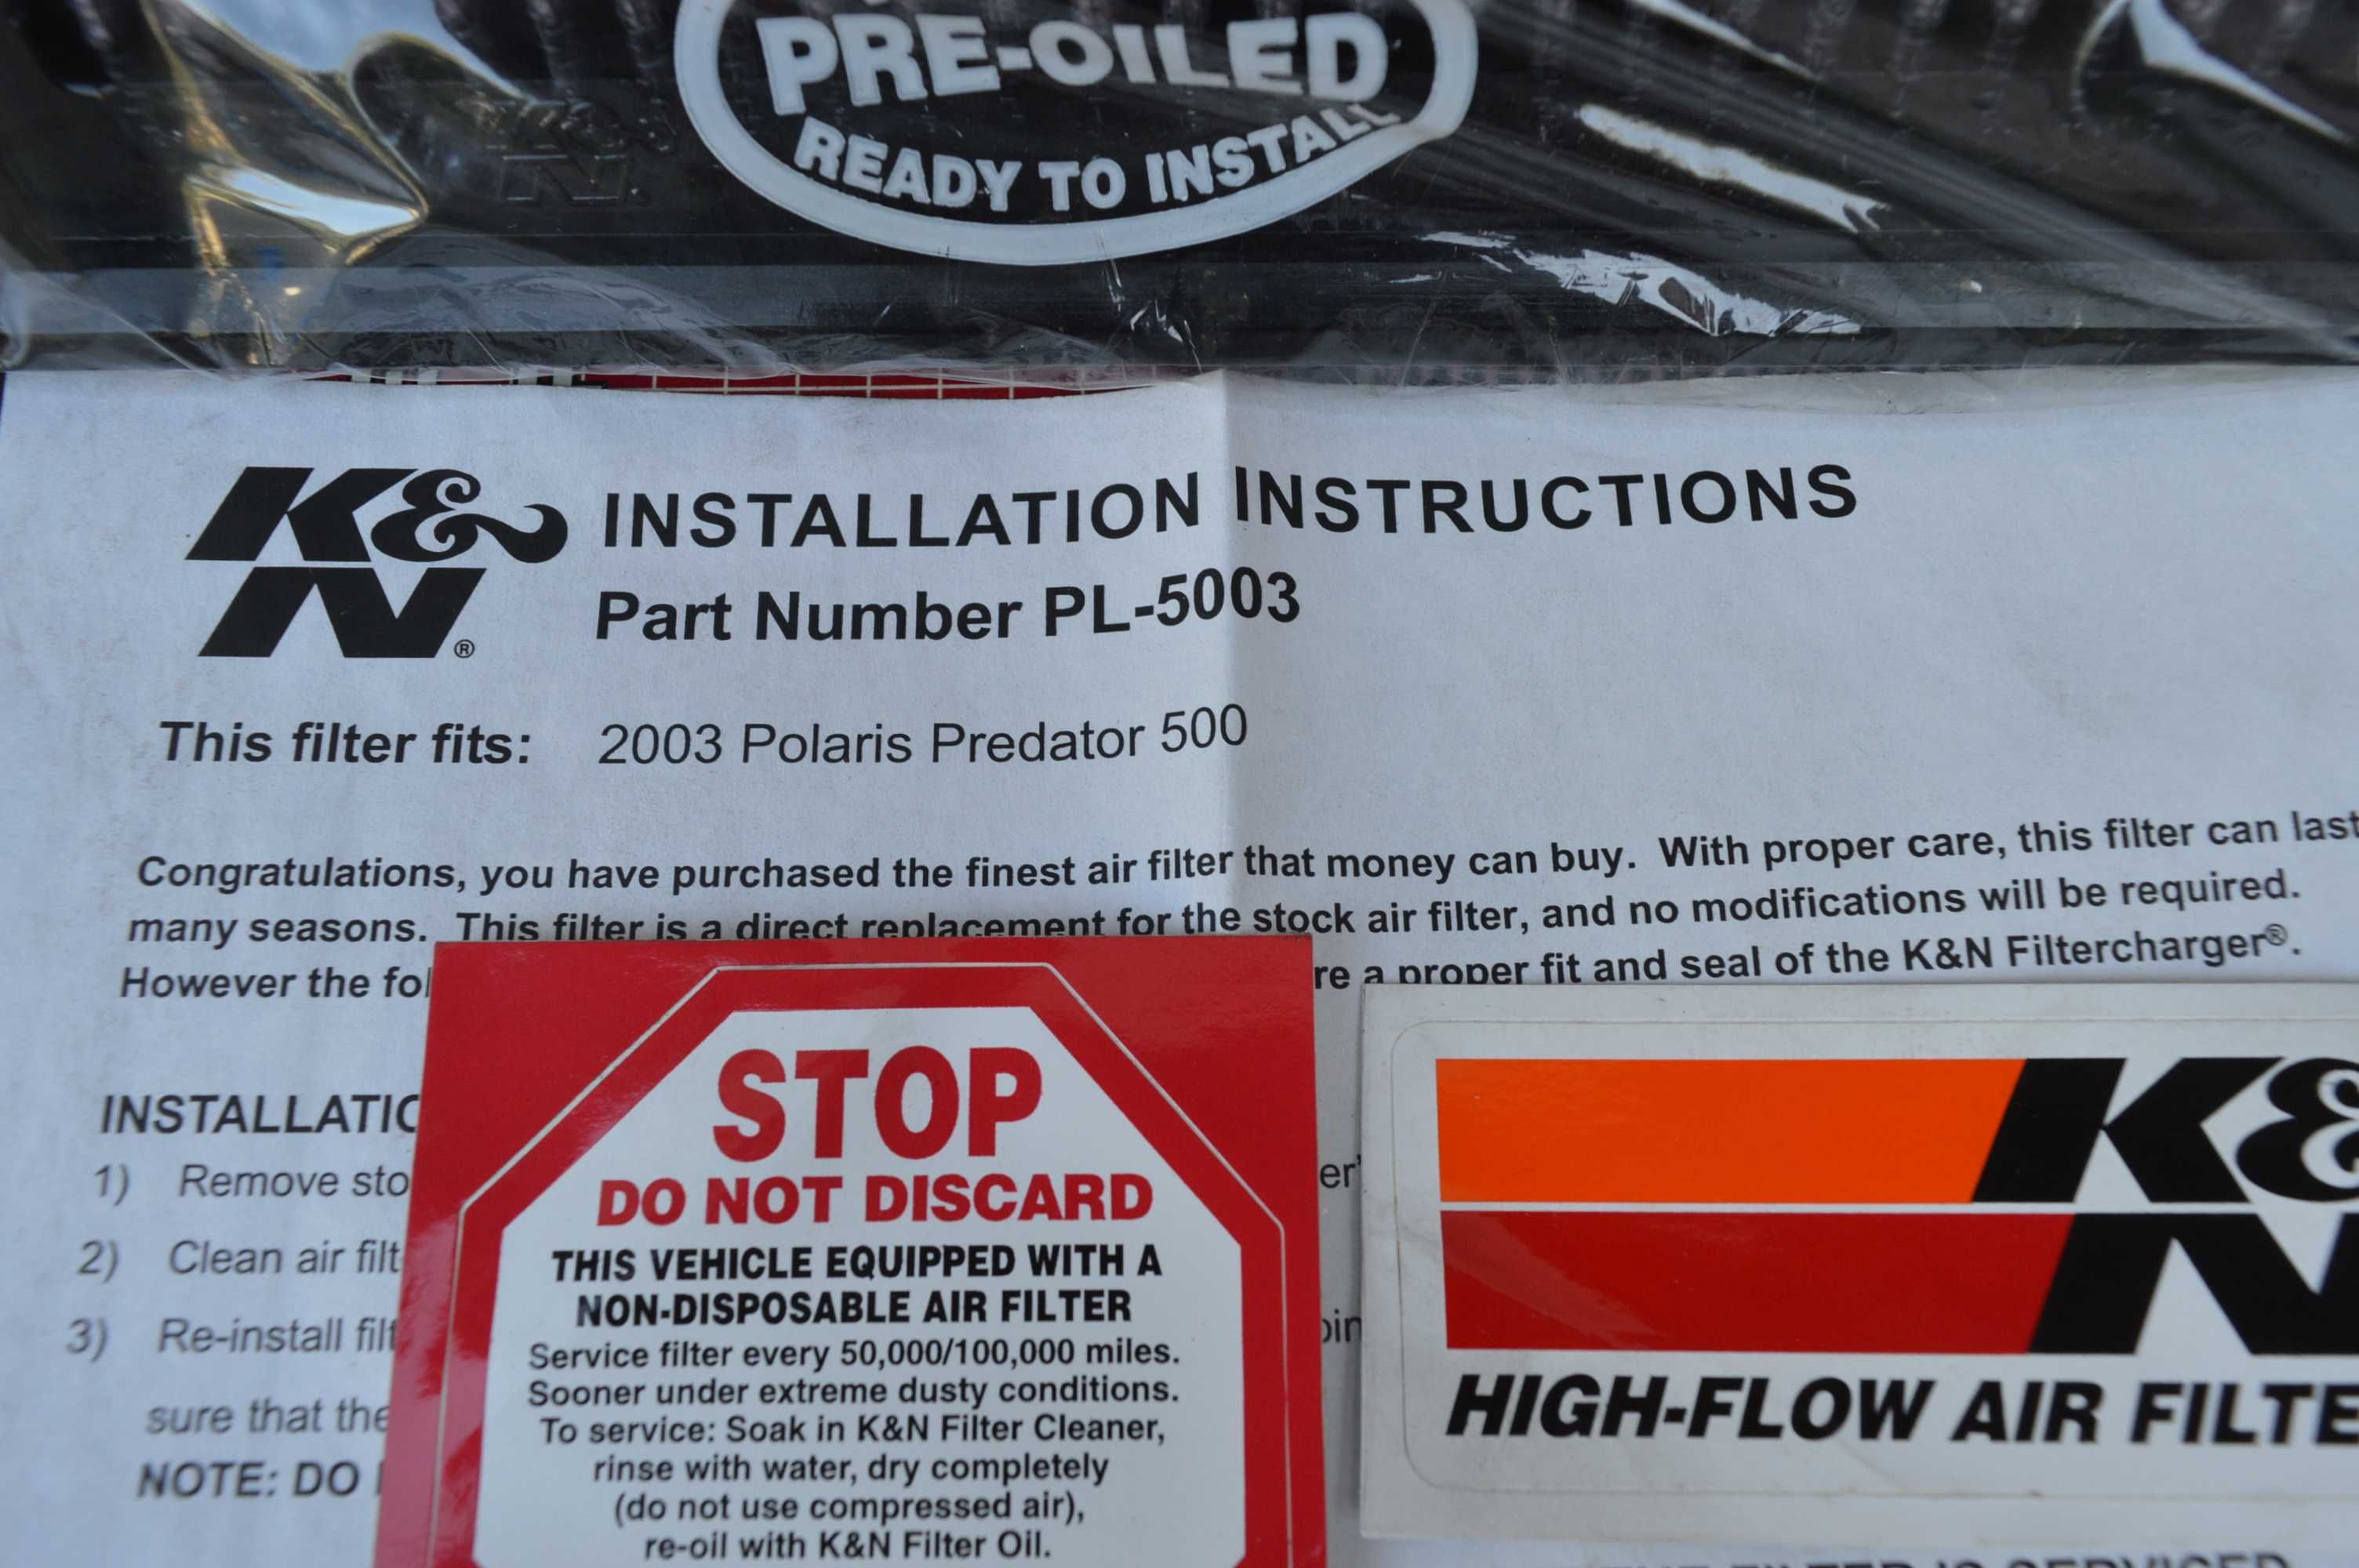 PRE-OILED
READY TO INSTALL
K&N® INSTALLATION INSTRUCTIONS
Part Number PL-5003
This filter fits: 2003 Polaris Predator 500
Congratulations, you have purchased the finest air filter that money can buy. With proper care, this filter can last
many seasons. This filter is a direct replacement for the stock air filter, and no modifications will be required.
However the fol re a proper fit and seal of the K&N Filtercharger®.
INSTALLATIO
1) Remove sto er'
2) Clean air filt
3) Re-install filt oin
sure that the
NOTE: DO
STOP
DO NOT DISCARD
THIS VEHICLE EQUIPPED WITH A
NON-DISPOSABLE AIR FILTER
Service filter every 50,000/100,000 miles.
Sooner under extreme dusty conditions.
To service: Soak in K&N Filter Cleaner,
rinse with water, dry completely
(do not use compressed air),
re-oil with K&N Filter Oil.
K&N
HIGH-FLOW AIR FILTE